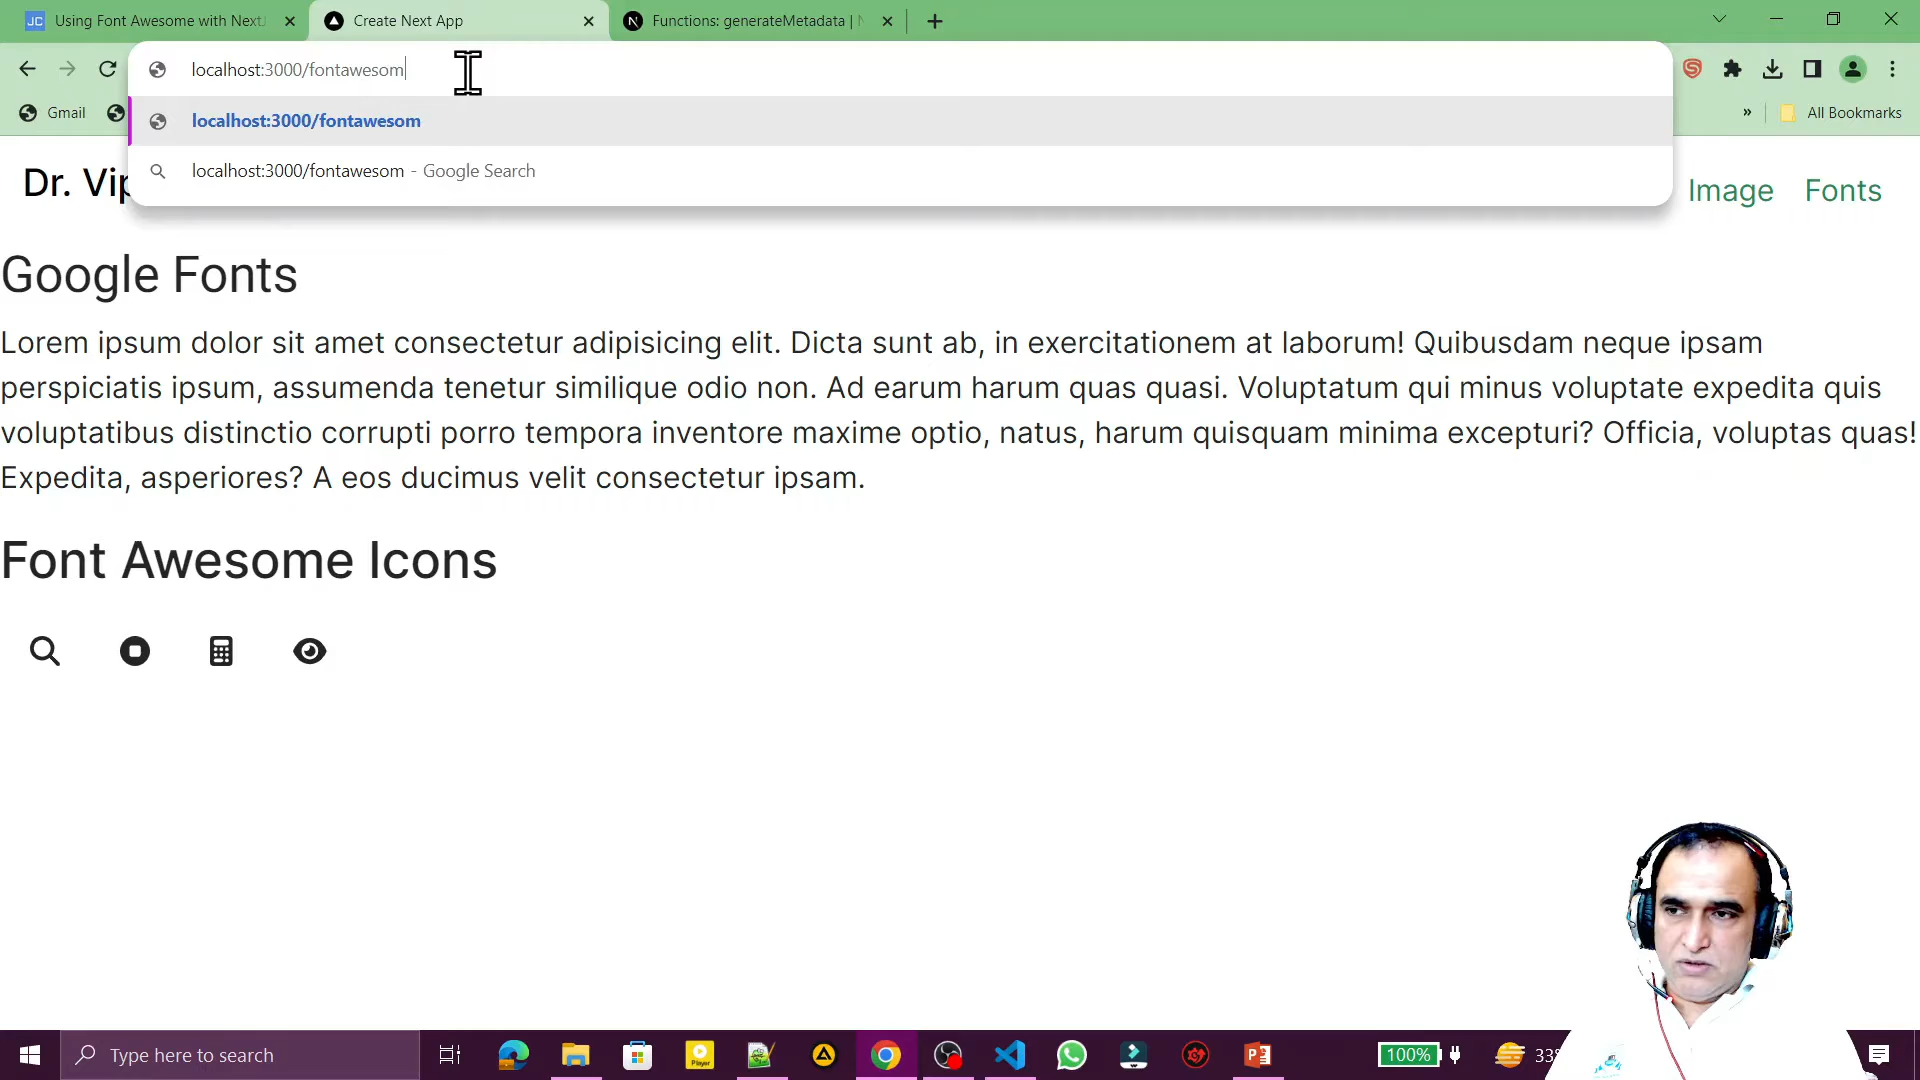 Using Font Awesome with Next
Create Next App
Functions: generateMetadata |
localhost:3000/fontawesom
localhost:3000/fontawesom
localhost:3000/fontawesom - Google Search
Gmail
»
All Bookmarks
Dr. Vip
Image
Fonts
Google Fonts
Lorem ipsum dolor sit amet consectetur adipisicing elit. Dicta sunt ab, in exercitationem at laborum! Quibusdam neque ipsam
perspiciatis ipsum, assumenda tenetur similique odio non. Ad earum harum quas quasi. Voluptatum qui minus voluptate expedita quis
voluptatibus distinctio corrupti porro tempora inventore maxime optio, natus, harum quisquam minima excepturi? Officia, voluptas quas!
Expedita, asperiores? A eos ducimus velit consectetur ipsam.
Font Awesome Icons
Type here to search
100%
33